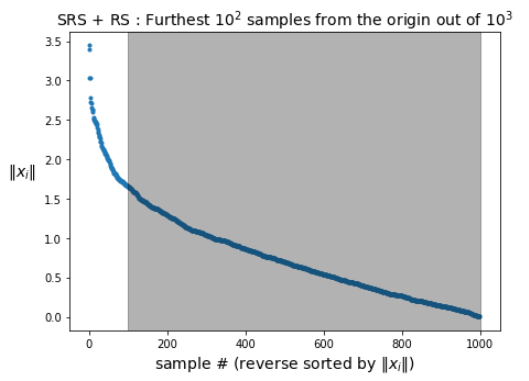 SRS + RS : Furthest 10² samples from the origin out of 10³
3.5
3.0
2.5
2.0
‖xᵢ‖
1.5
1.0
0.5
0.0
0 200 400 600 800 1000
sample # (reverse sorted by ‖xᵢ‖)